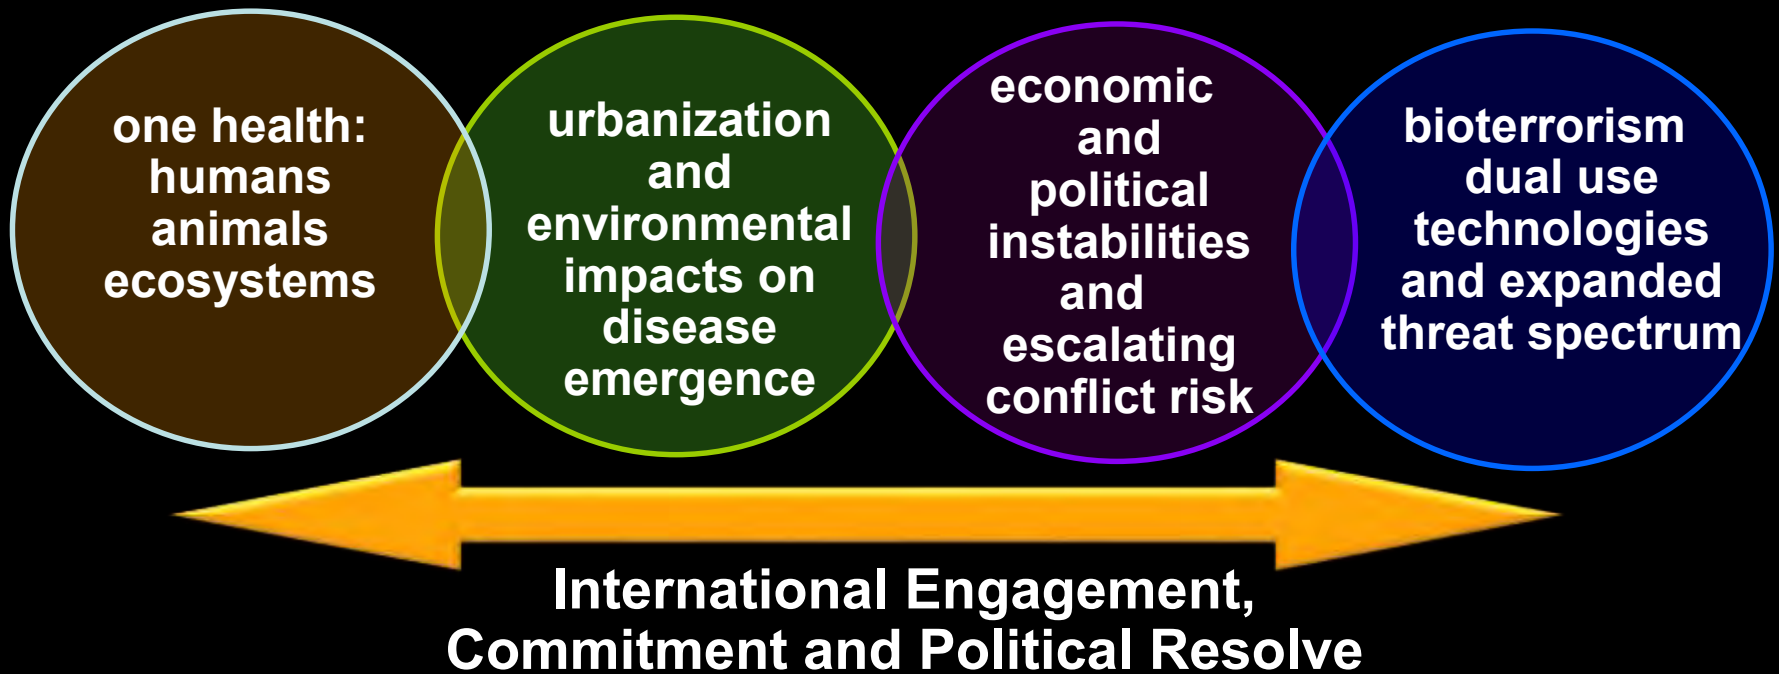 one health:
humans
animals
ecosystems
urbanization
and
environmental
impacts on
disease
emergence
economic
and
political
instabilities
and
escalating
conflict risk
bioterrorism
dual use
technologies
and expanded
threat spectrum
International Engagement,
Commitment and Political Resolve